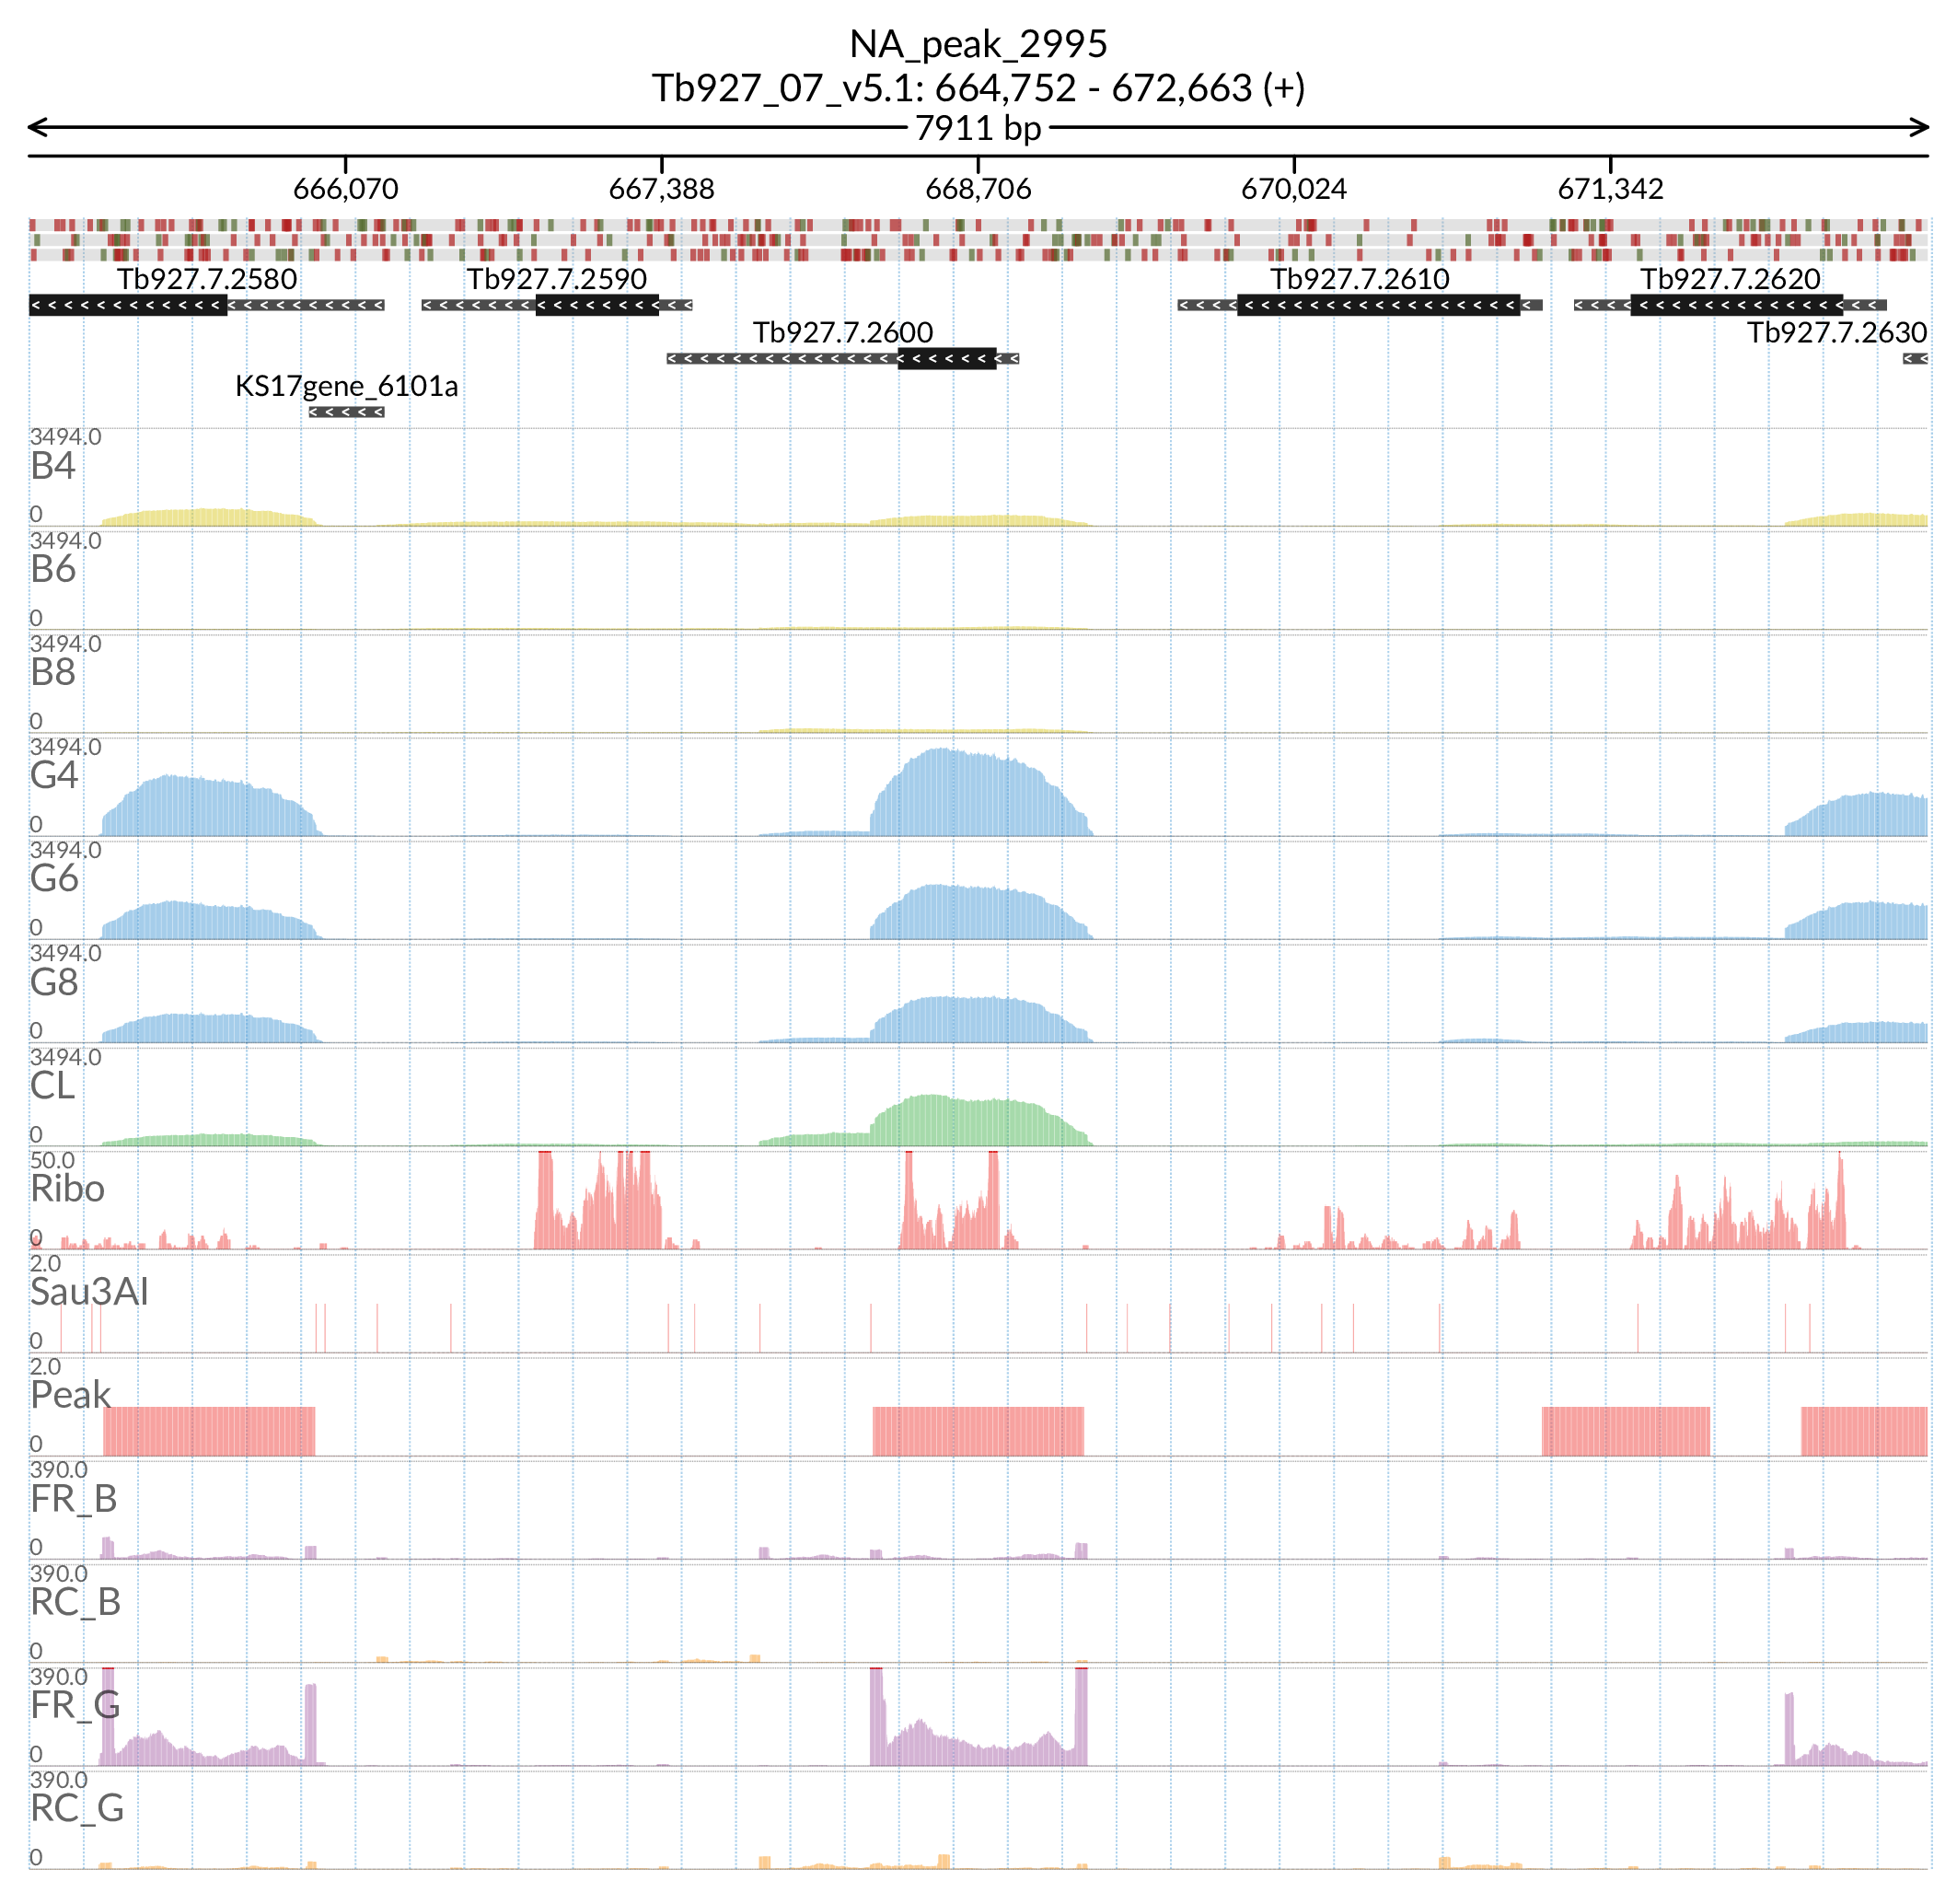 NA_peak_2995
Tb927_07_v5.1: 664,752 - 672,663 (+)
7911 bp
666,070 667,388 668,706 670,024 671,342
Tb927.7.2580 Tb927.7.2590 Tb927.7.2610 Tb927.7.2620
Tb927.7.2600 Tb927.7.2630
KS17gene_6101a
3494.0
B4
0
3494.0
B6
0
3494.0
B8
0
3494.0
G4
0
3494.0
G6
0
3494.0
G8
0
3494.0
CL
0
50.0
Ribo
0
2.0
Sau3AI
0
2.0
Peak
0
390.0
FR_B
0
390.0
RC_B
0
390.0
FR_G
0
390.0
RC_G
0